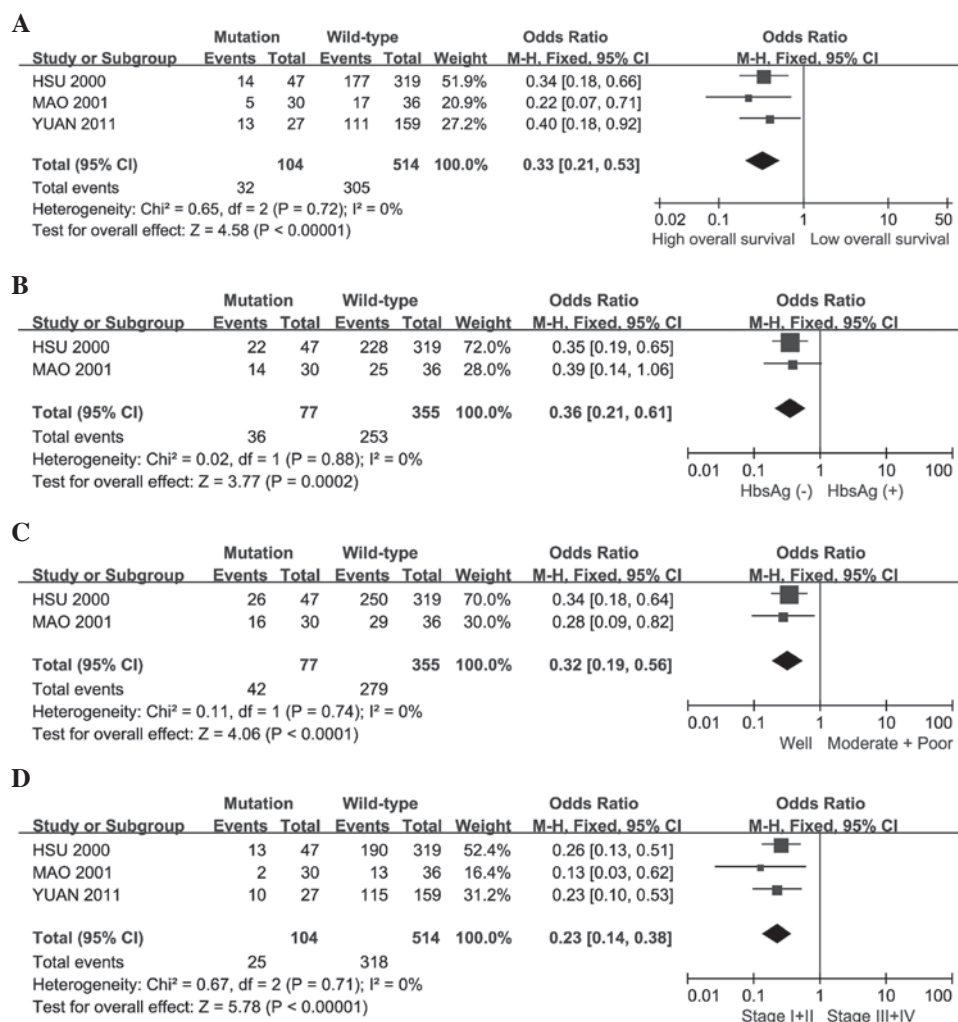 A
Mutation Wild-type Odds Ratio Odds Ratio
Study or Subgroup Events Total Events Total Weight M-H, Fixed, 95% CI M-H, Fixed, 95% CI
HSU 2000 14 47 177 319 51.9% 0.34 [0.18, 0.66]
MAO 2001 5 30 17 36 20.9% 0.22 [0.07, 0.71]
YUAN 2011 13 27 111 159 27.2% 0.40 [0.18, 0.92]
Total (95% CI) 104 514 100.0% 0.33 [0.21, 0.53]
Total events 32 305
Heterogeneity: Chi² = 0.65, df = 2 (P = 0.72); I² = 0%
Test for overall effect: Z = 4.58 (P < 0.00001)
0.02 0.1 1 10 50
High overall survival Low overall survival
B
Mutation Wild-type Odds Ratio Odds Ratio
Study or Subgroup Events Total Events Total Weight M-H, Fixed, 95% CI M-H, Fixed, 95% CI
HSU 2000 22 47 228 319 72.0% 0.35 [0.19, 0.65]
MAO 2001 14 30 25 36 28.0% 0.39 [0.14, 1.06]
Total (95% CI) 77 355 100.0% 0.36 [0.21, 0.61]
Total events 36 253
Heterogeneity: Chi² = 0.02, df = 1 (P = 0.88); I² = 0%
Test for overall effect: Z = 3.77 (P = 0.0002)
0.01 0.1 1 10 100
HbsAg (-) HbsAg (+)
C
Mutation Wild-type Odds Ratio Odds Ratio
Study or Subgroup Events Total Events Total Weight M-H, Fixed, 95% CI M-H, Fixed, 95% CI
HSU 2000 26 47 250 319 70.0% 0.34 [0.18, 0.64]
MAO 2001 16 30 29 36 30.0% 0.28 [0.09, 0.82]
Total (95% CI) 77 355 100.0% 0.32 [0.19, 0.56]
Total events 42 279
Heterogeneity: Chi² = 0.11, df = 1 (P = 0.74); I² = 0%
Test for overall effect: Z = 4.06 (P < 0.0001)
0.01 0.1 1 10 100
Well Moderate + Poor
D
Mutation Wild-type Odds Ratio Odds Ratio
Study or Subgroup Events Total Events Total Weight M-H, Fixed, 95% CI M-H, Fixed, 95% CI
HSU 2000 13 47 190 319 52.4% 0.26 [0.13, 0.51]
MAO 2001 2 30 13 36 16.4% 0.13 [0.03, 0.62]
YUAN 2011 10 27 115 159 31.2% 0.23 [0.10, 0.53]
Total (95% CI) 104 514 100.0% 0.23 [0.14, 0.38]
Total events 25 318
Heterogeneity: Chi² = 0.67, df = 2 (P = 0.71); I² = 0%
Test for overall effect: Z = 5.78 (P < 0.00001)
0.01 0.1 1 10 100
Stage I+II Stage III+IV